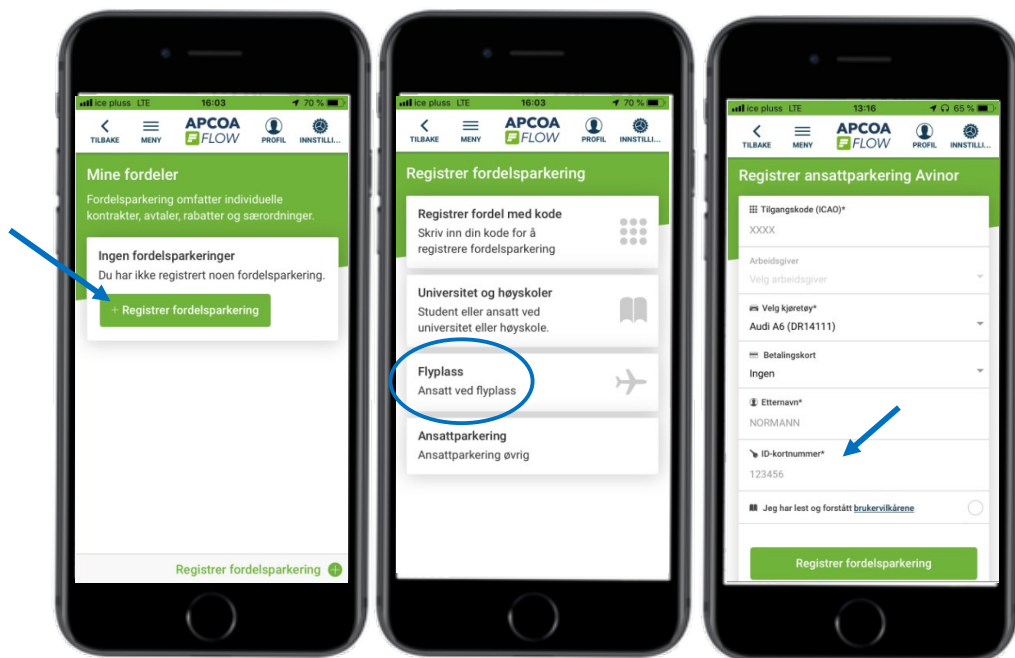 ice pluss LTE 16:03 70 %
TILBAKE MENY APCOA FLOW PROFIL INNSTILLI...
Mine fordeler
Fordelsparkering omfatter individuelle
kontrakter, avtaler, rabatter og særordninger.
Ingen fordelsparkeringer
Du har ikke registrert noen fordelsparkering.
+ Registrer fordelsparkering
Registrer fordelsparkering
ice pluss LTE 16:03 70 %
TILBAKE MENY APCOA FLOW PROFIL INNSTILLI...
Registrer fordelsparkering
Registrer fordel med kode
Skriv inn din kode for å
registrere fordelsparkering
Universitet og høyskoler
Student eller ansatt ved
universitet eller høyskole.
Flyplass
Ansatt ved flyplass
Ansattparkering
Ansattparkering øvrig
ice pluss LTE 13:16 65 %
TILBAKE MENY APCOA FLOW PROFIL INNSTILLI...
Registrer ansattparkering Avinor
Tilgangskode (ICAO)*
XXXX
Arbeidsgiver
Velg arbeidsgiver
Velg kjøretøy*
Audi A6 (DR14111)
Betalingskort
Ingen
Etternavn*
NORMANN
ID-kortnummer*
123456
Jeg har lest og forstått brukervilkårene
Registrer fordelsparkering